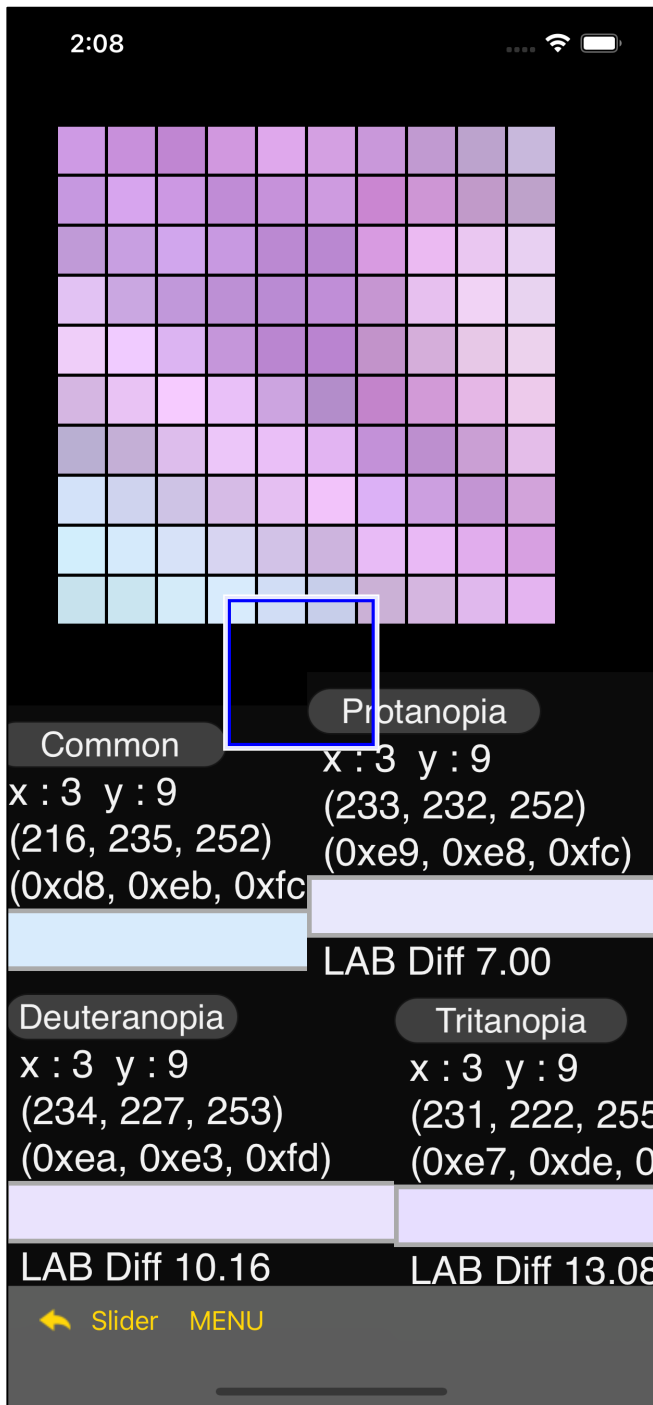 2:08
Common
x : 3 y : 9
(216, 235, 252)
(0xd8, 0xeb, 0xfc
Protanopia
x : 3 y : 9
(233, 232, 252)
(0xe9, 0xe8, 0xfc)
LAB Diff 7.00
Deuteranopia
x : 3 y : 9
(234, 227, 253)
(0xea, 0xe3, 0xfd)
LAB Diff 10.16
Tritanopia
x : 3 y : 9
(231, 222, 255
(0xe7, 0xde, 0
LAB Diff 13.08
Slider MENU